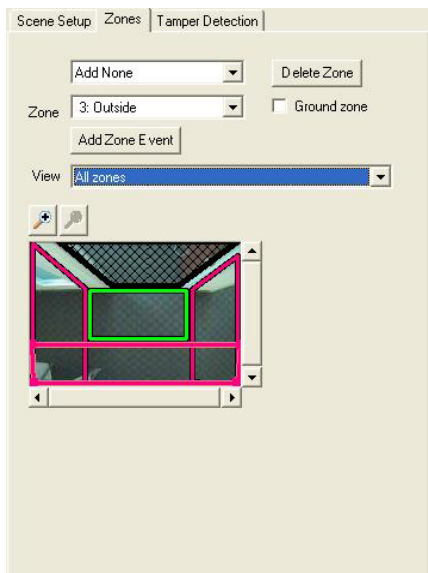 Scene Setup Zones Tamper Detection
Add None Delete Zone
Zone 3: Outside Ground zone
Add Zone Event
View All zones